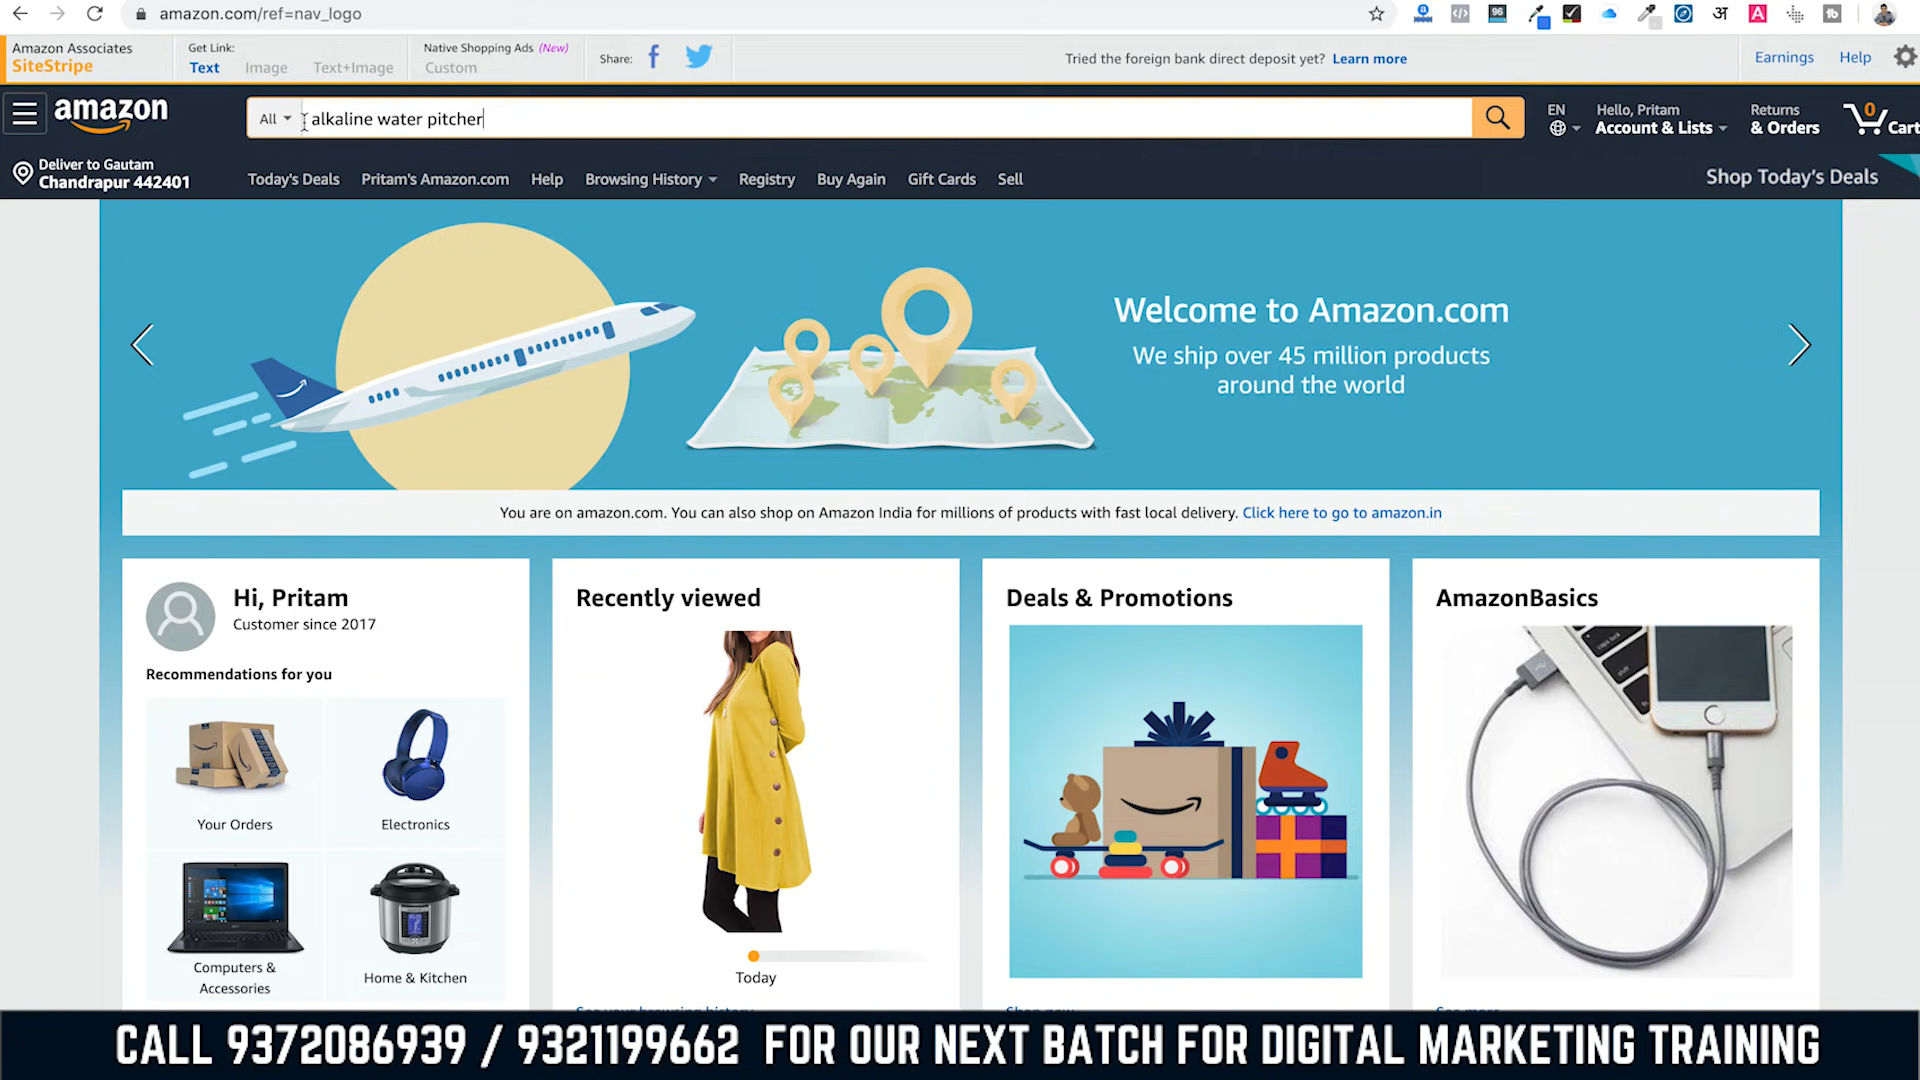 amazon.com/ref=nav_logo
96
अ
A
tb
Amazon Associates
SiteStripe
Get Link:
Text Image Text+Image
Native Shopping Ads (New)
Custom
Share:
Tried the foreign bank direct deposit yet? Learn more
Earnings Help
amazon
All
alkaline water pitcher
EN
Hello, Pritam
Account & Lists
Returns
& Orders
0
Cart
Deliver to Gautam
Chandrapur 442401
Today's Deals Pritam's Amazon.com Help Browsing History Registry Buy Again Gift Cards Sell
Shop Today's Deals
Welcome to Amazon.com
We ship over 45 million products
around the world
You are on amazon.com. You can also shop on Amazon India for millions of products with fast local delivery. Click here to go to amazon.in
Hi, Pritam
Customer since 2017
Recommendations for you
Your Orders
Electronics
Computers &
Accessories
Home & Kitchen
Recently viewed
Today
See your browsing history
Deals & Promotions
Shop now
AmazonBasics
See more
CALL 9372086939 / 9321199662 FOR OUR NEXT BATCH FOR DIGITAL MARKETING TRAINING